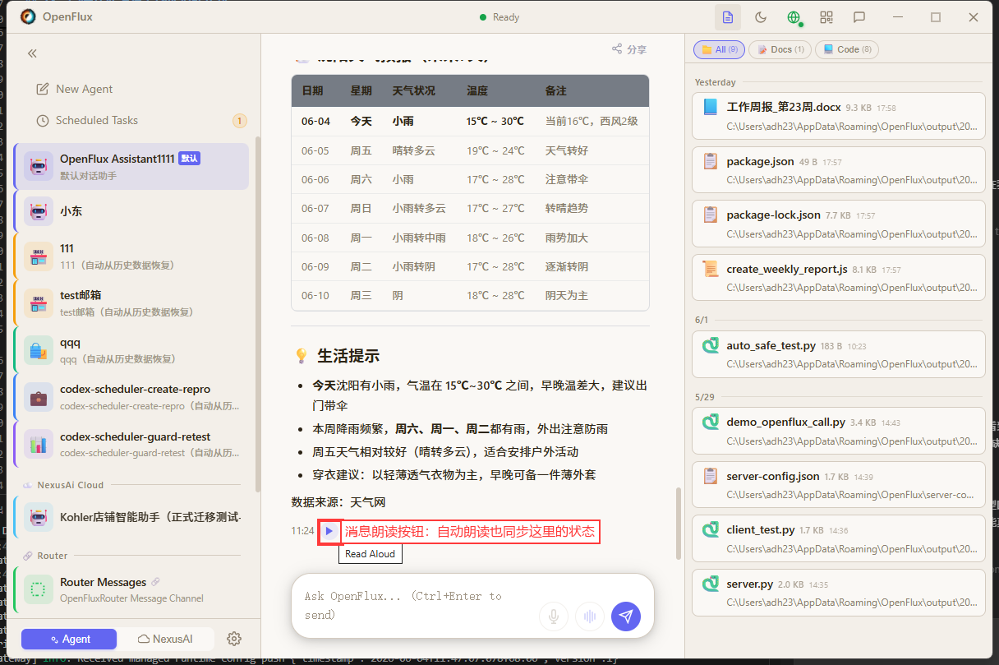 OpenFlux
Ready
New Agent
Scheduled Tasks
1
OpenFlux Assistant1111 默认
默认对话助手
小东
111
111（自动从历史数据恢复）
test邮箱
test邮箱（自动从历史数据恢复）
qqq
qqq（自动从历史数据恢复）
codex-scheduler-create-repro
codex-scheduler-create-repro（自动从历...
codex-scheduler-guard-retest
codex-scheduler-guard-retest（自动从历...
NexusAi Cloud
Kohler店铺智能助手（正式迁移测试-
Router
Router Messages
OpenFluxRouter Message Channel
Agent
NexusAI
分享
日期 星期 天气状况 温度 备注
06-04 今天 小雨 15℃ ~ 30℃ 当前16℃，西风2级
06-05 周五 晴转多云 19℃ ~ 24℃ 天气转好
06-06 周六 小雨 17℃ ~ 28℃ 注意带伞
06-07 周日 小雨转多云 17℃ ~ 27℃ 转晴趋势
06-08 周一 小雨转中雨 18℃ ~ 26℃ 雨势加大
06-09 周二 小雨转阴 17℃ ~ 28℃ 逐渐转阴
06-10 周三 阴 18℃ ~ 28℃ 阴天为主
生活提示
今天沈阳有小雨，气温在 15℃~30℃ 之间，早晚温差大，建议出
门带伞
本周降雨频繁，周六、周一、周二都有雨，外出注意防雨
周五天气相对较好（晴转多云），适合安排户外活动
穿衣建议：以轻薄透气衣物为主，早晚可备一件薄外套
数据来源：天气网
11:24
消息朗读按钮：自动朗读也同步这里的状态
Read Aloud
Ask OpenFlux... (Ctrl+Enter to
send)
All (9)
Docs (1)
Code (8)
Yesterday
工作周报_第23周.docx 9.3 KB 17:58
C:\Users\adh23\AppData\Roaming\OpenFlux\output\20...
package.json 49 B 17:57
C:\Users\adh23\AppData\Roaming\OpenFlux\output\20...
package-lock.json 7.7 KB 17:57
C:\Users\adh23\AppData\Roaming\OpenFlux\output\20...
create_weekly_report.js 8.1 KB 17:57
C:\Users\adh23\AppData\Roaming\OpenFlux\output\20...
6/1
auto_safe_test.py 183 B 10:23
C:\Users\adh23\AppData\Roaming\OpenFlux\output\20...
5/29
demo_openflux_call.py 3.4 KB 14:43
C:\Users\adh23\AppData\Roaming\OpenFlux\output\20...
server-config.json 1.7 KB 14:39
C:\Users\adh23\AppData\Roaming\OpenFlux\server-co...
client_test.py 1.7 KB 14:36
C:\Users\adh23\AppData\Roaming\OpenFlux\output\20...
server.py 2.0 KB 14:35
C:\Users\adh23\AppData\Roaming\OpenFlux\output\20...